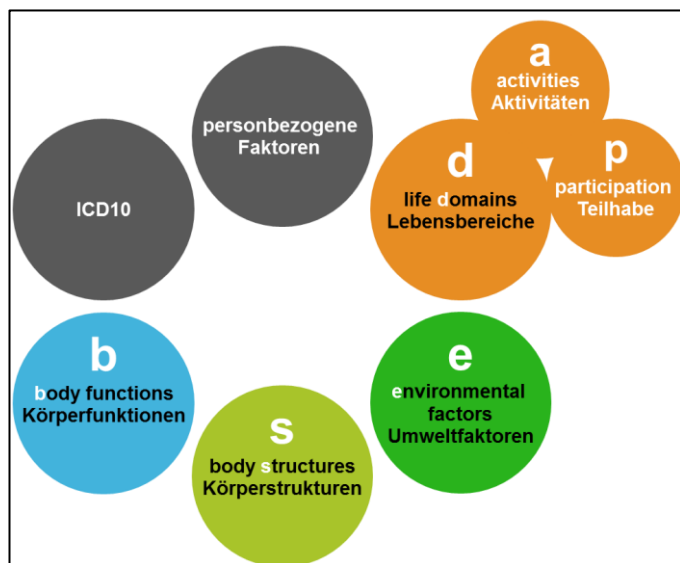 a
activities
Aktivitäten
personbezogene
Faktoren
d
life domains
Lebensbereiche
p
participation
Teilhabe
ICD10
b
body functions
Körperfunktionen
s
body structures
Körperstrukturen
e
environmental
factors
Umweltfaktoren